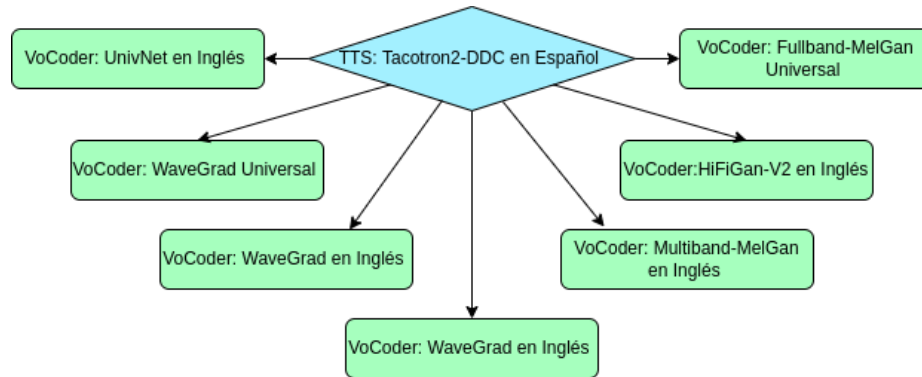 VoCoder: UnivNet en Inglés
TTS: Tacotron2-DDC en Español
VoCoder: Fullband-MelGan
Universal
VoCoder: WaveGrad Universal
VoCoder:HiFiGan-V2 en Inglés
VoCoder: WaveGrad en Inglés
VoCoder: Multiband-MelGan
en Inglés
VoCoder: WaveGrad en Inglés